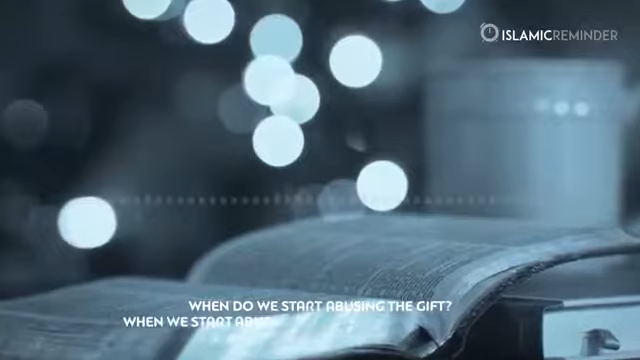 ISLAMICREMINDER
WHEN DO WE START ABUSING THE GIFT?
WHEN WE START